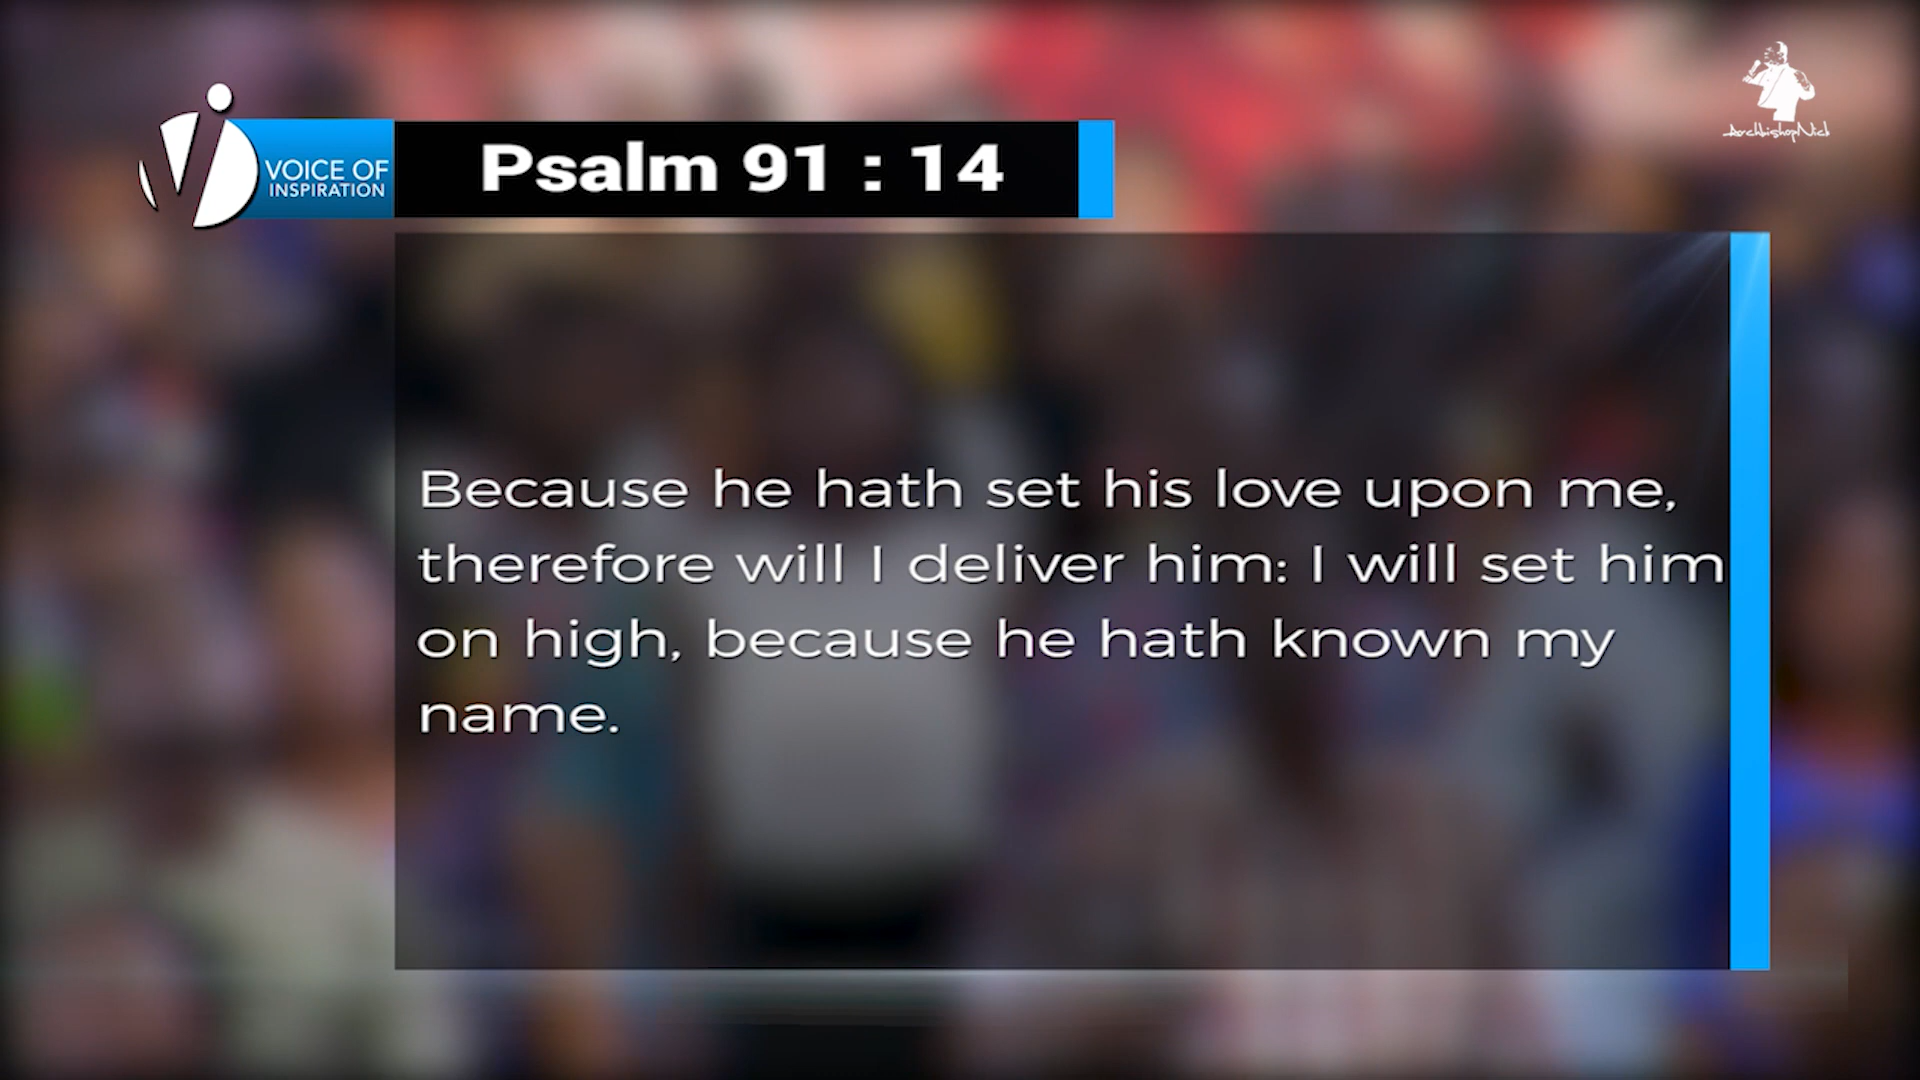 VOICE OF
INSPIRATION
Psalm 91 : 14
ArchbishopNick
Because he hath set his love upon me,
therefore will I deliver him: I will set him
on high, because he hath known my
name.